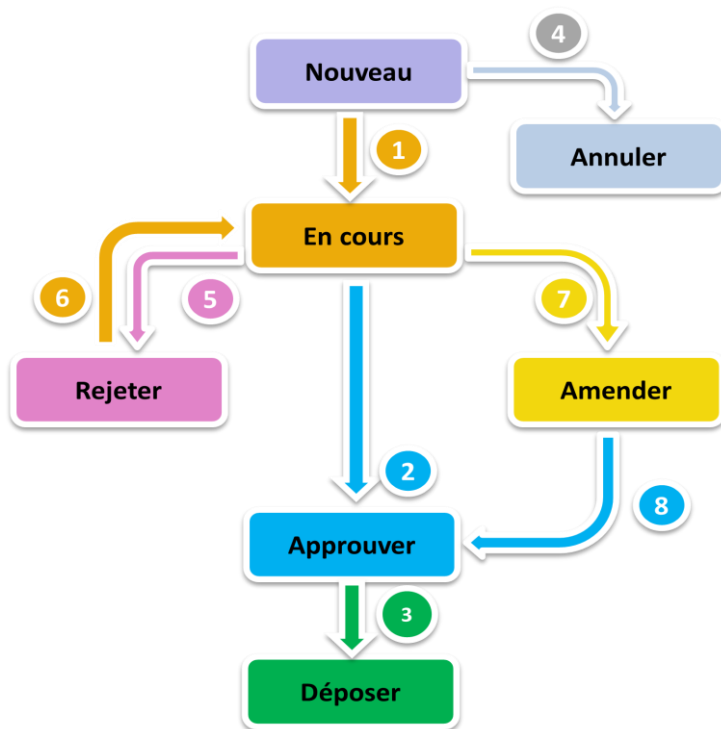 4
Nouveau
1
Annuler
En cours
6
5
7
Rejeter
Amender
2
8
Approuver
3
Déposer